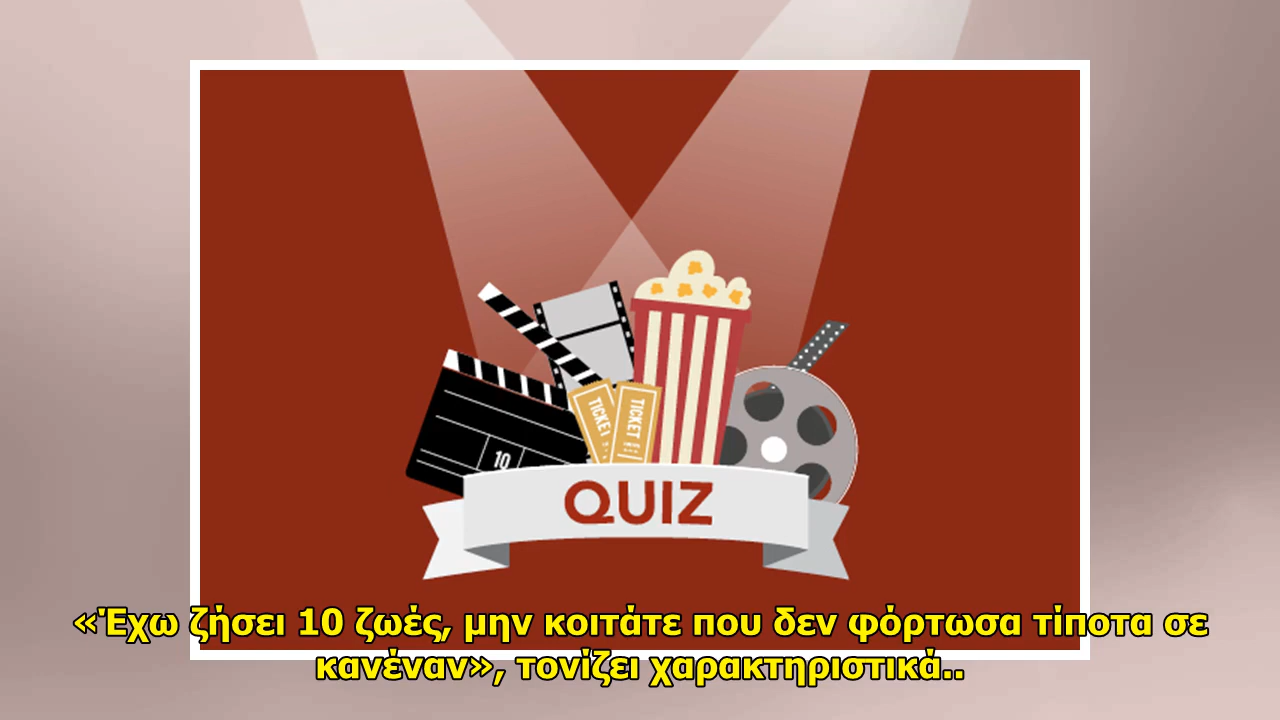 10
TICKET
TICKET
QUIZ
«Έχω ζήσει 10 ζωές, μην κοιτάτε που δεν φόρτωσα τίποτα σε
κανέναν», τονίζει χαρακτηριστικά..